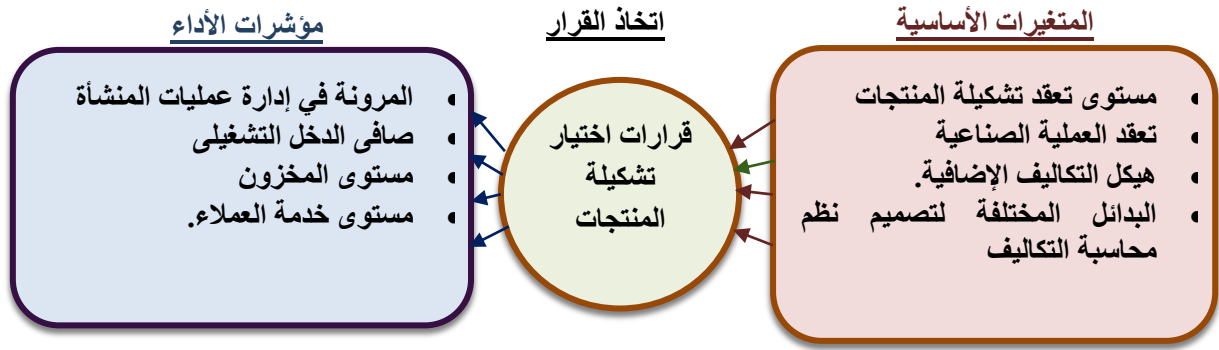 المتغيرات الأساسية
مستوى تعقد تشكيلة المنتجات
تعقد العملية الصناعية
هيكل التكاليف الإضافية.
البدائل المختلفة لتصميم نظم
محاسبة التكاليف
اتخاذ القرار
قرارات اختيار
تشكيلة
المنتجات
مؤشرات الأداء
المرونة في إدارة عمليات المنشأة
صافى الدخل التشغيلى
مستوى المخزون
مستوى خدمة العملاء.